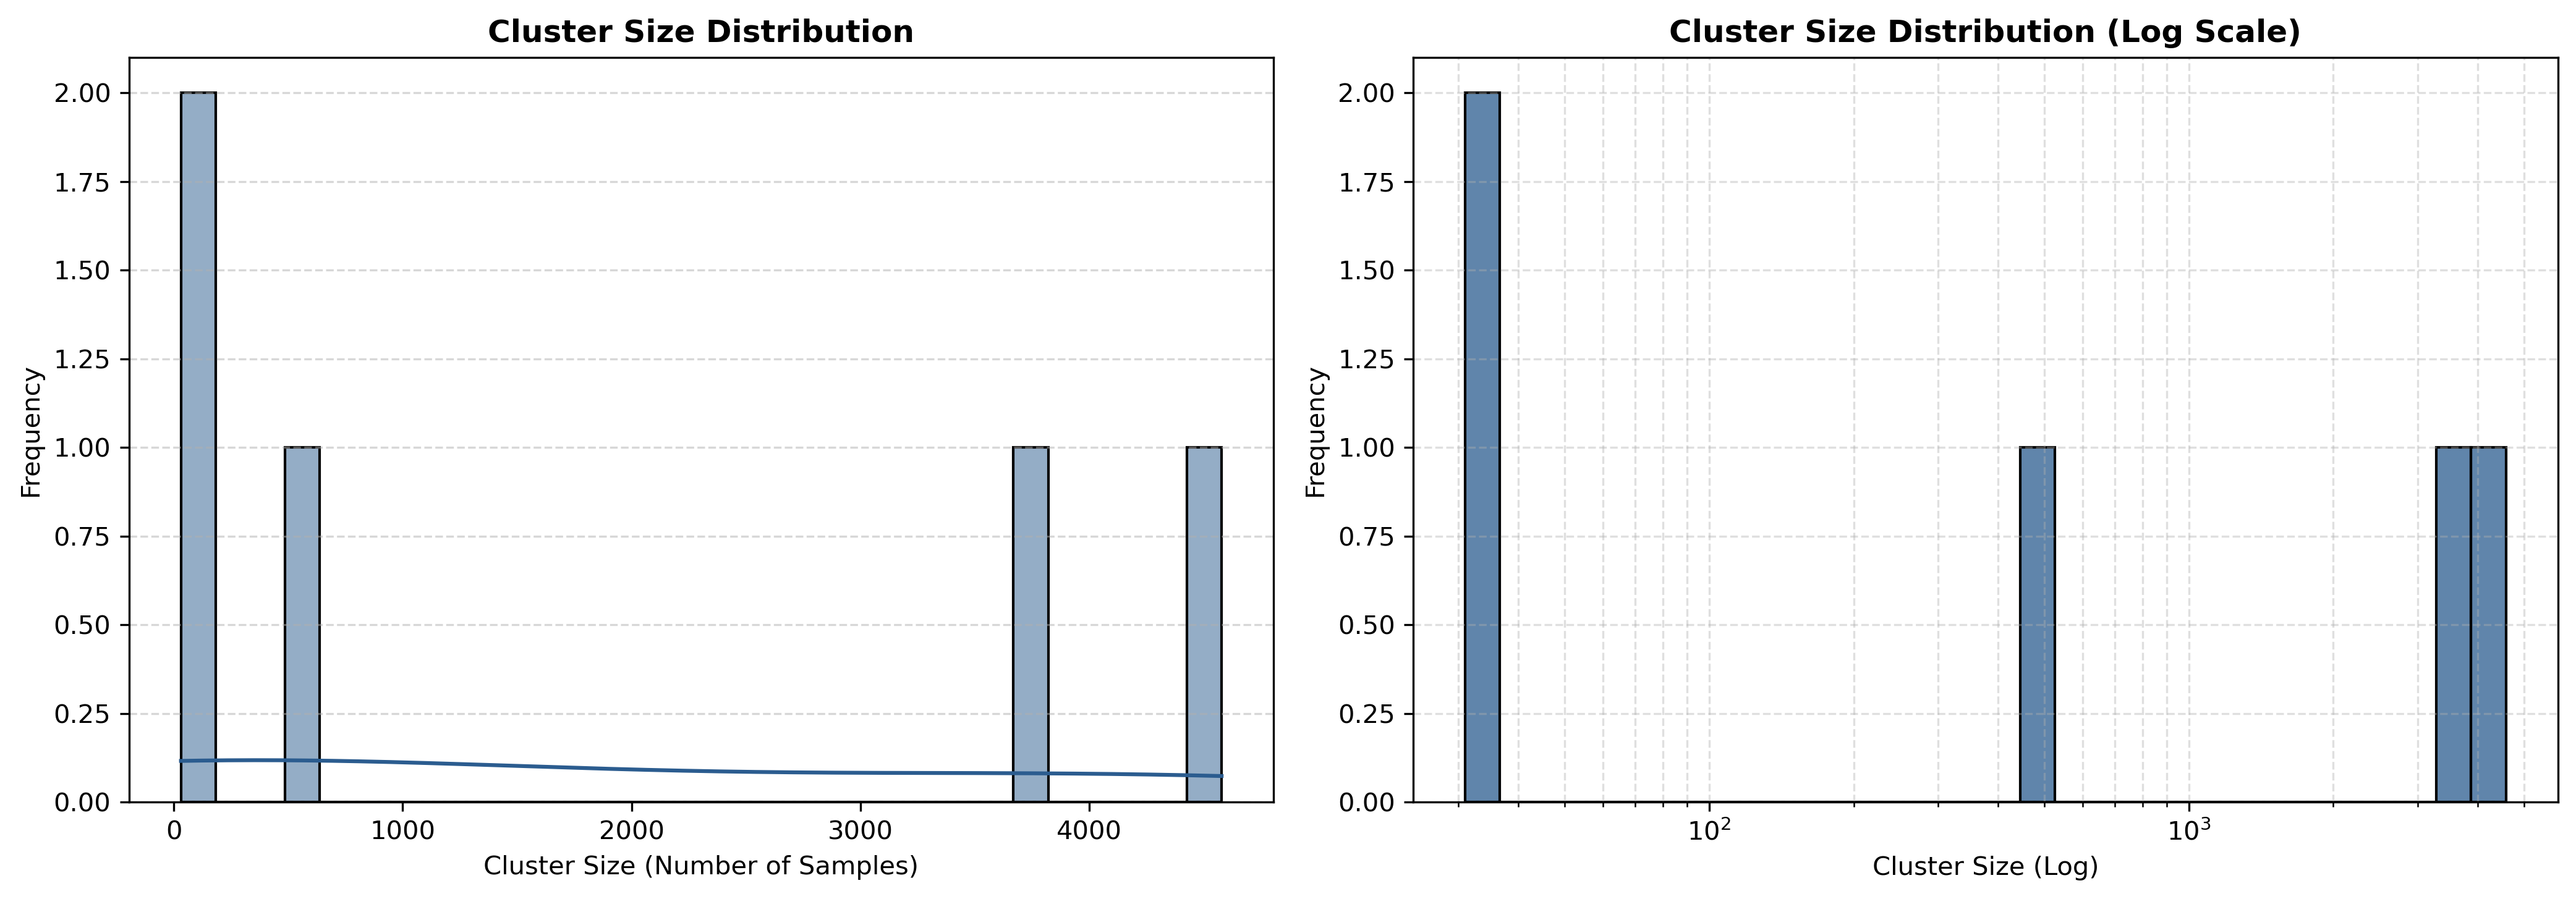 Cluster Size Distribution
2.00
1.75
1.50
1.25
1.00
0.75
0.50
0.25
0.00
Frequency
0 1000 2000 3000 4000
Cluster Size (Number of Samples)
Cluster Size Distribution (Log Scale)
2.00
1.75
1.50
1.25
1.00
0.75
0.50
0.25
0.00
Frequency
10² 10³
Cluster Size (Log)